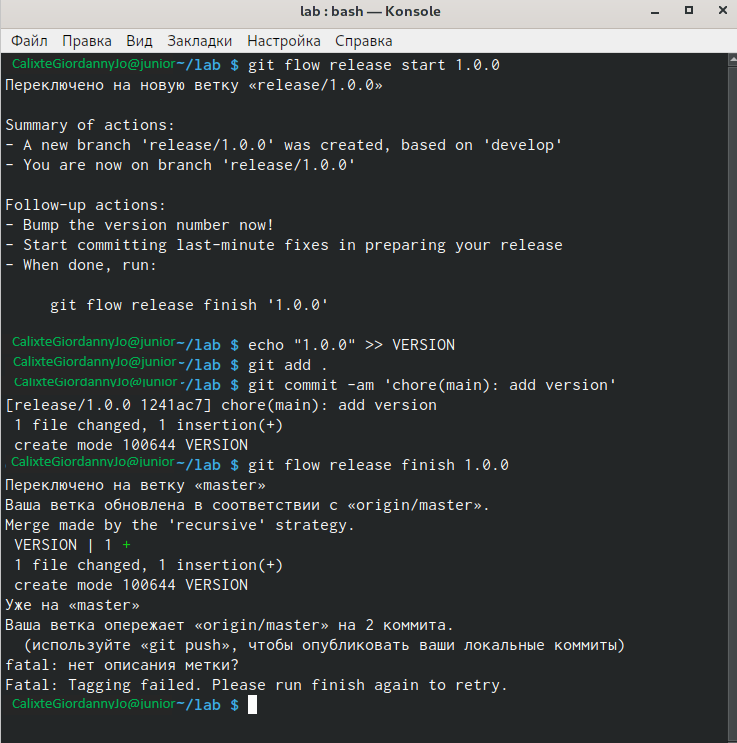 lab : bash — Konsole
Файл Правка Вид Закладки Настройка Справка
CalixteGiordannyJo@junior~/lab $ git flow release start 1.0.0
Переключено на новую ветку «release/1.0.0»
Summary of actions:
- A new branch 'release/1.0.0' was created, based on 'develop'
- You are now on branch 'release/1.0.0'
Follow-up actions:
- Bump the version number now!
- Start committing last-minute fixes in preparing your release
- When done, run:
git flow release finish '1.0.0'
CalixteGiordannyJo@junior~/lab $ echo "1.0.0" >> VERSION
CalixteGiordannyJo@junior~/lab $ git add .
CalixteGiordannyJo@junior~/lab $ git commit -am 'chore(main): add version'
[release/1.0.0 1241ac7] chore(main): add version
1 file changed, 1 insertion(+)
create mode 100644 VERSION
CalixteGiordannyJo@junior~/lab $ git flow release finish 1.0.0
Переключено на ветку «master»
Ваша ветка обновлена в соответствии с «origin/master».
Merge made by the 'recursive' strategy.
VERSION | 1 +
1 file changed, 1 insertion(+)
create mode 100644 VERSION
Уже на «master»
Ваша ветка опережает «origin/master» на 2 коммита.
(используйте «git push», чтобы опубликовать ваши локальные коммиты)
fatal: нет описания метки?
Fatal: Tagging failed. Please run finish again to retry.
CalixteGiordannyJo@junior~/lab $